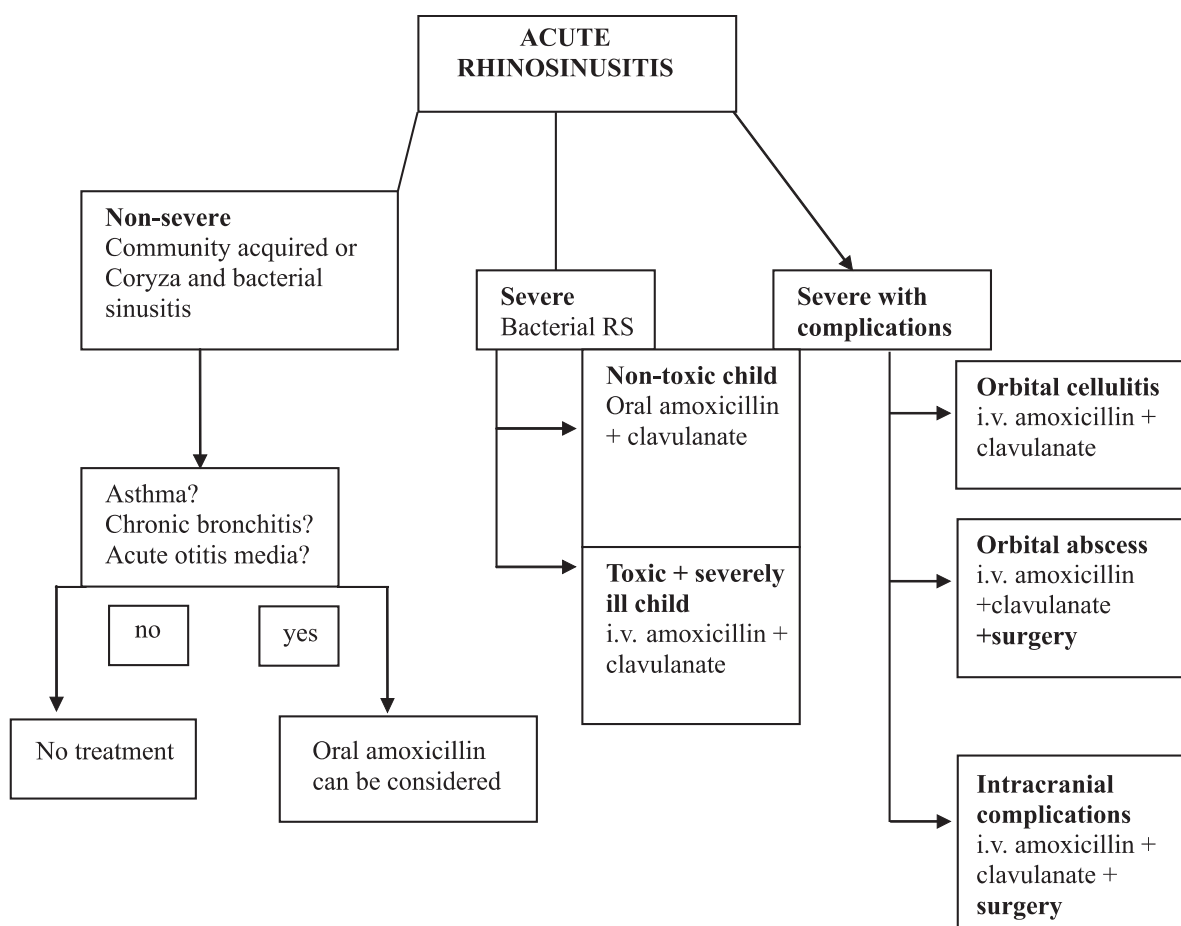 ACUTE
RHINOSINUSITIS
Non-severe
Community acquired or
Coryza and bacterial
sinusitis
Asthma?
Chronic bronchitis?
Acute otitis media?
no
yes
No treatment
Oral amoxicillin
can be considered
Severe
Bacterial RS
Non-toxic child
Oral amoxicillin
+ clavulanate
Toxic + severely
ill child
i.v. amoxicillin +
clavulanate
Severe with
complications
Orbital cellulitis
i.v. amoxicillin +
clavulanate
Orbital abscess
i.v. amoxicillin
+clavulanate
+surgery
Intracranial
complications
i.v. amoxicillin +
clavulanate +
surgery